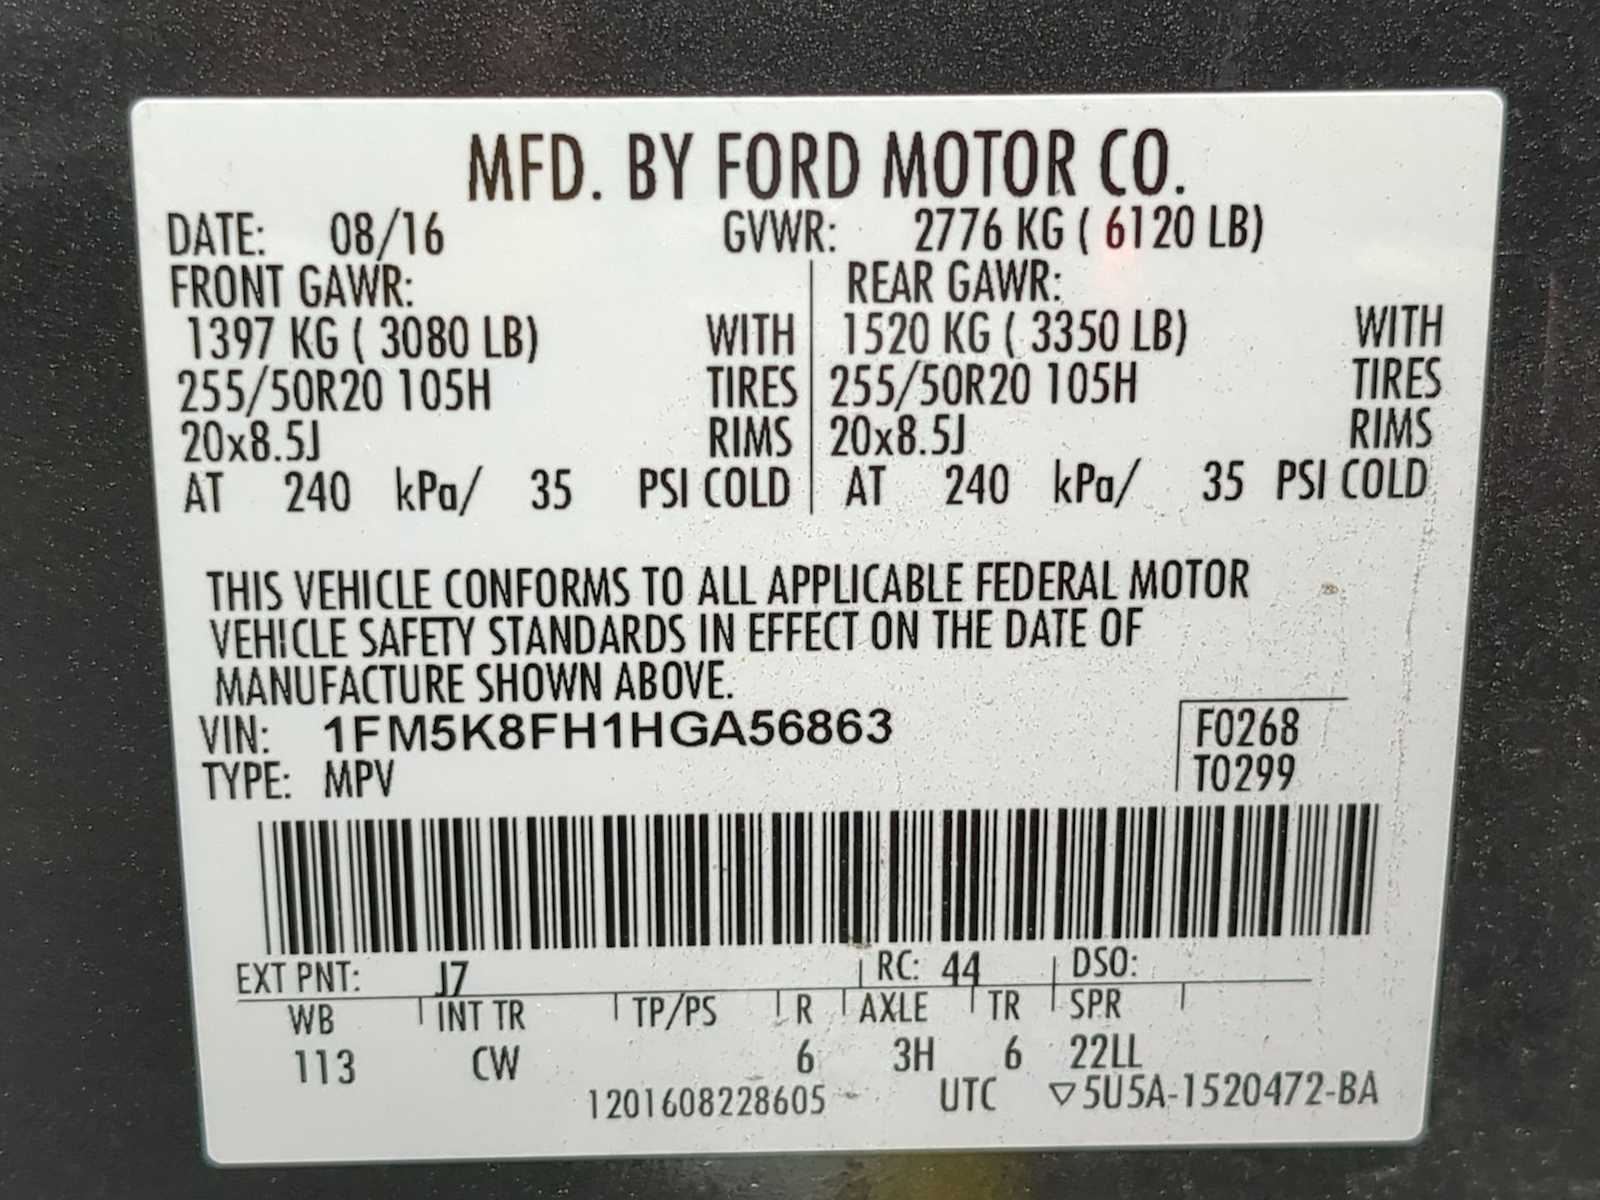 MFD. BY FORD MOTOR CO.
DATE: 08/16 GVWR: 2776 KG ( 6120 LB)
FRONT GAWR: REAR GAWR:
1397 KG ( 3080 LB) WITH 1520 KG ( 3350 LB) WITH
255/50R20 105H TIRES 255/50R20 105H TIRES
20x8.5J RIMS 20x8.5J RIMS
AT 240 kPa/ 35 PSI COLD AT 240 kPa/ 35 PSI COLD
THIS VEHICLE CONFORMS TO ALL APPLICABLE FEDERAL MOTOR
VEHICLE SAFETY STANDARDS IN EFFECT ON THE DATE OF
MANUFACTURE SHOWN ABOVE.
VIN: 1FM5K8FH1HGA56863 F0268
TYPE: MPV T0299
EXT PNT: J7 RC: 44 DSO:
WB INT TR TP/PS R AXLE TR SPR
113 CW 6 3H 6 22LL
1201608228605 UTC ▽5U5A-1520472-BA